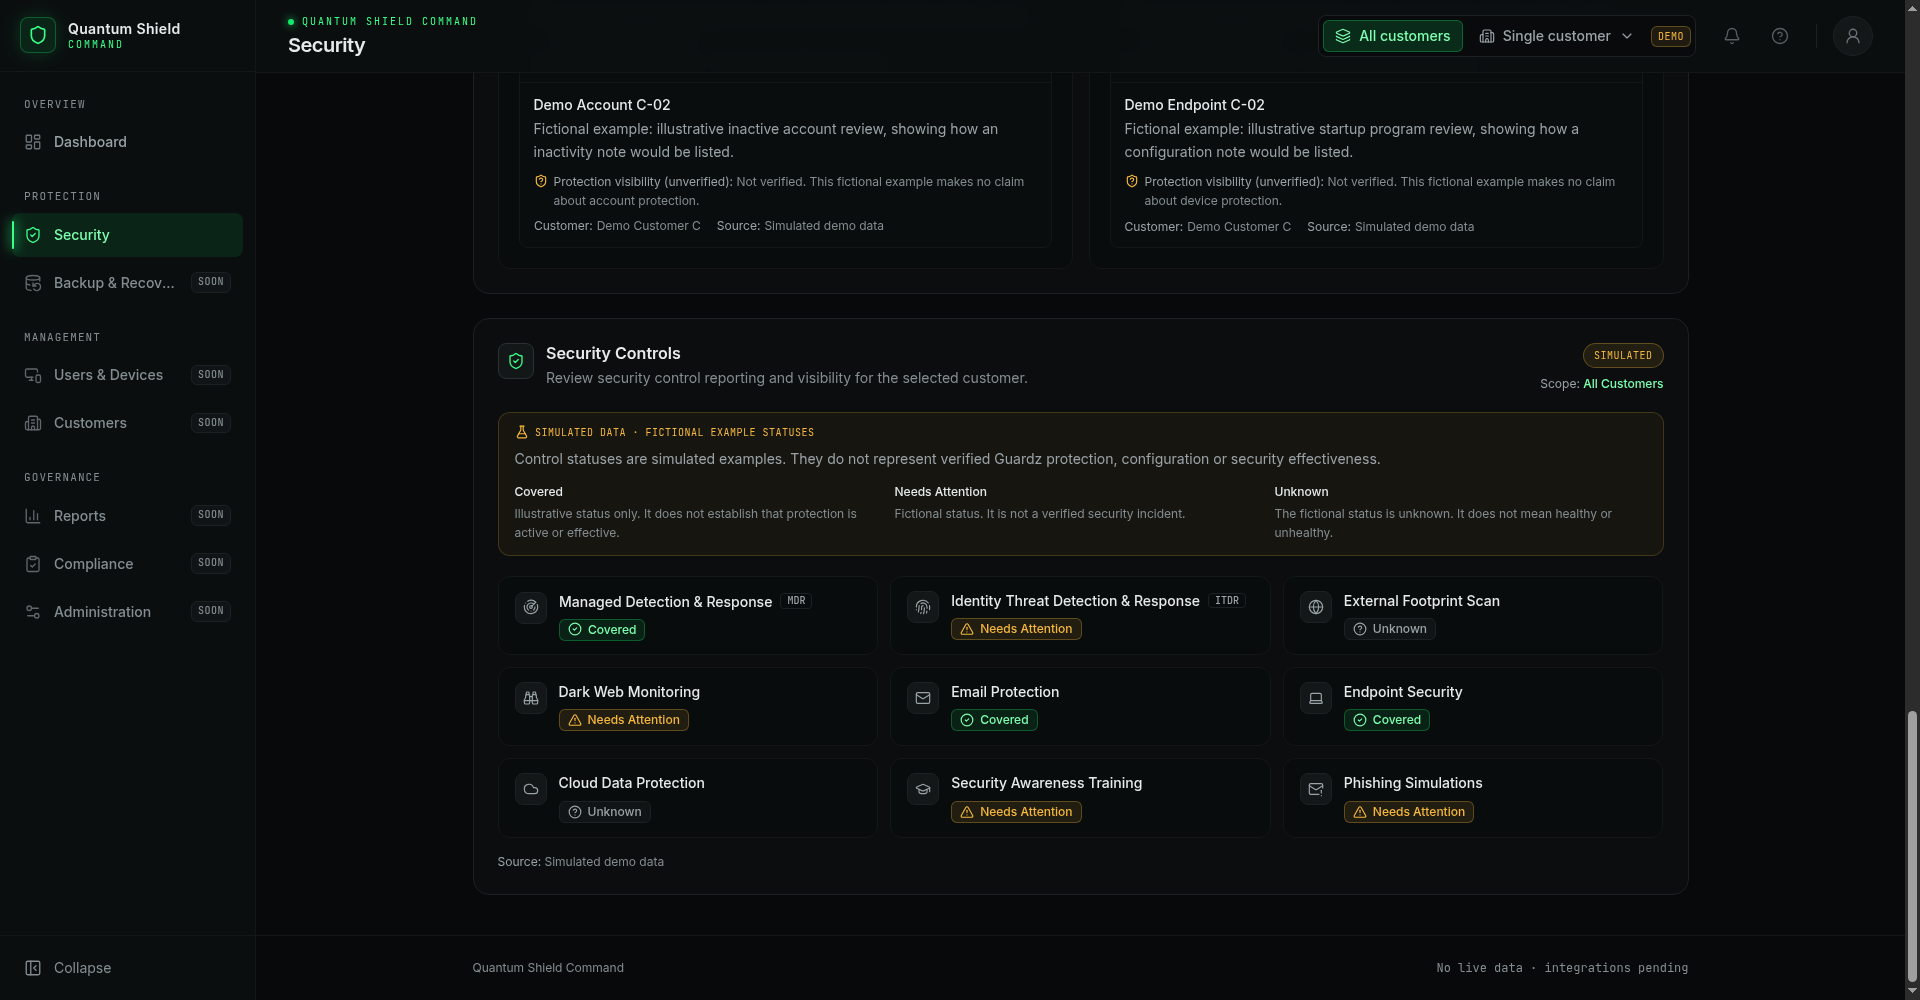 Quantum Shield
COMMAND
OVERVIEW
Dashboard
PROTECTION
Security
Backup & Recov... SOON
MANAGEMENT
Users & Devices SOON
Customers SOON
GOVERNANCE
Reports SOON
Compliance SOON
Administration SOON
Collapse
QUANTUM SHIELD COMMAND
Security
All customers Single customer DEMO
Demo Account C-02
Fictional example: illustrative inactive account review, showing how an
inactivity note would be listed.
Protection visibility (unverified): Not verified. This fictional example makes no claim
about account protection.
Customer: Demo Customer C Source: Simulated demo data
Demo Endpoint C-02
Fictional example: illustrative startup program review, showing how a
configuration note would be listed.
Protection visibility (unverified): Not verified. This fictional example makes no claim
about device protection.
Customer: Demo Customer C Source: Simulated demo data
Security Controls
Review security control reporting and visibility for the selected customer.
SIMULATED
Scope: All Customers
SIMULATED DATA · FICTIONAL EXAMPLE STATUSES
Control statuses are simulated examples. They do not represent verified Guardz protection, configuration or security effectiveness.
Covered
Illustrative status only. It does not establish that protection is
active or effective.
Needs Attention
Fictional status. It is not a verified security incident.
Unknown
The fictional status is unknown. It does not mean healthy or
unhealthy.
Managed Detection & Response MDR
Covered
Identity Threat Detection & Response ITDR
Needs Attention
External Footprint Scan
Unknown
Dark Web Monitoring
Needs Attention
Email Protection
Covered
Endpoint Security
Covered
Cloud Data Protection
Unknown
Security Awareness Training
Needs Attention
Phishing Simulations
Needs Attention
Source: Simulated demo data
Quantum Shield Command
No live data · integrations pending